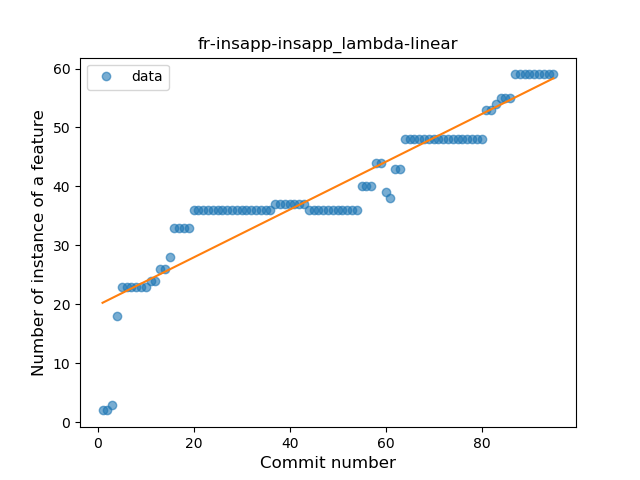 fr-insapp-insapp_lambda-linear
data
Number of instance of a feature
60
50
40
30
20
10
0
0 20 40 60 80
Commit number